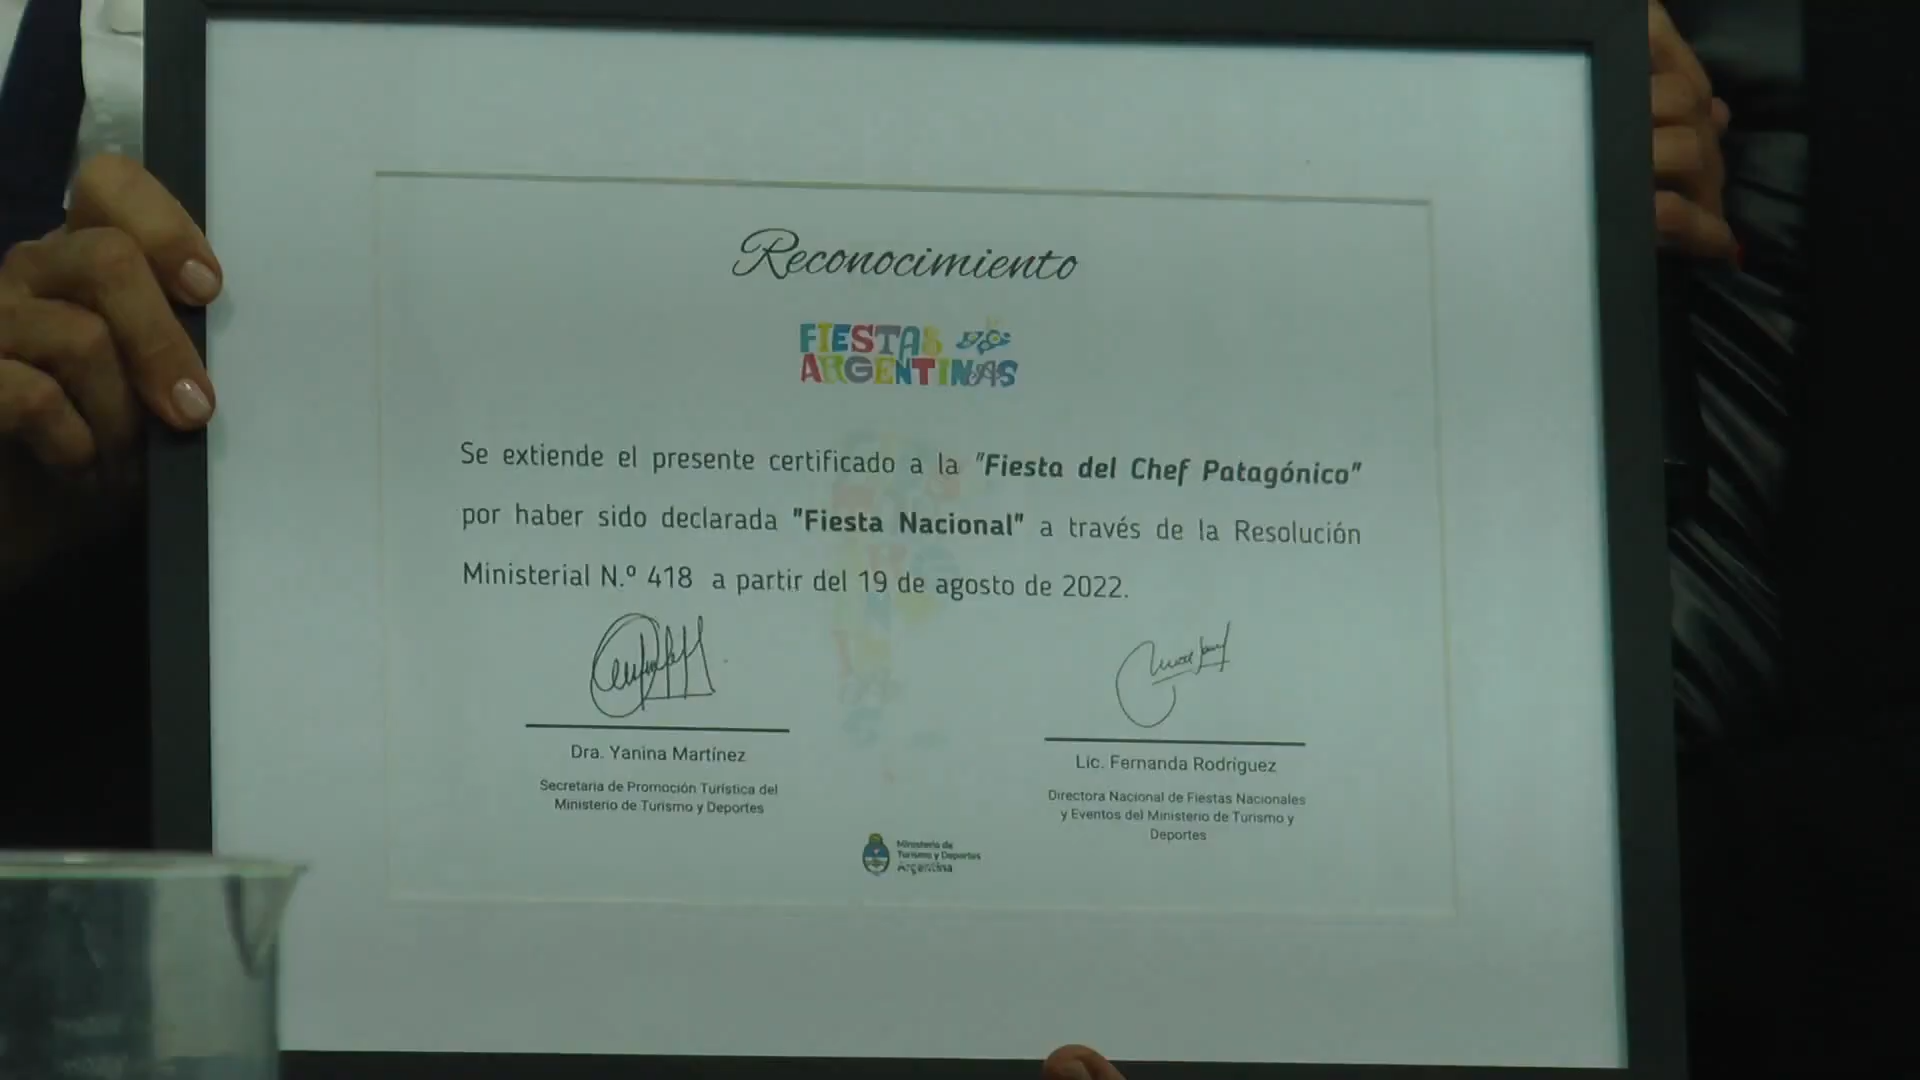 Reconocimiento
FIESTAS
ARGENTINAS
Se extiende el presente certificado a la "Fiesta del Chef Patagónico"
por haber sido declarada "Fiesta Nacional" a través de la Resolución
Ministerial N.º 418 a partir del 19 de agosto de 2022.
Dra. Yanina Martínez
Secretaria de Promoción Turística del
Ministerio de Turismo y Deportes
Lic. Fernanda Rodríguez
Directora Nacional de Fiestas Nacionales
y Eventos del Ministerio de Turismo y
Deportes
Ministerio de
Turismo y Deportes
Argentina